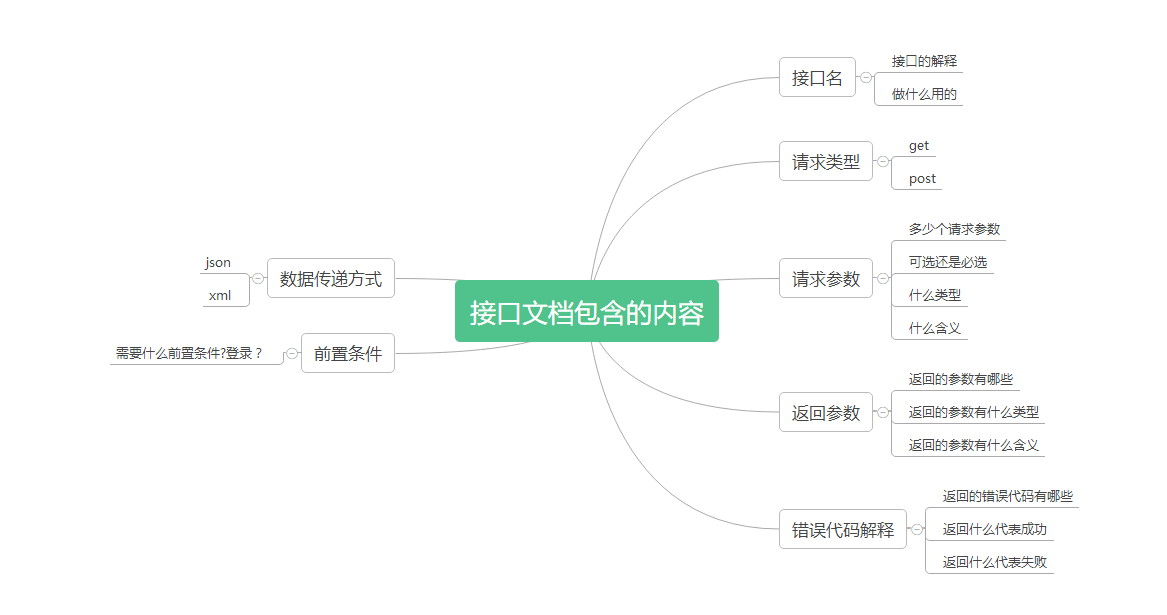 接口文档包含的内容
接口名
接口的解释
做什么用的
请求类型
get
post
请求参数
多少个请求参数
可选还是必选
什么类型
什么含义
返回参数
返回的参数有哪些
返回的参数有什么类型
返回的参数有什么含义
错误代码解释
返回的错误代码有哪些
返回什么代表成功
返回什么代表失败
数据传递方式
json
xml
前置条件
需要什么前置条件?登录？